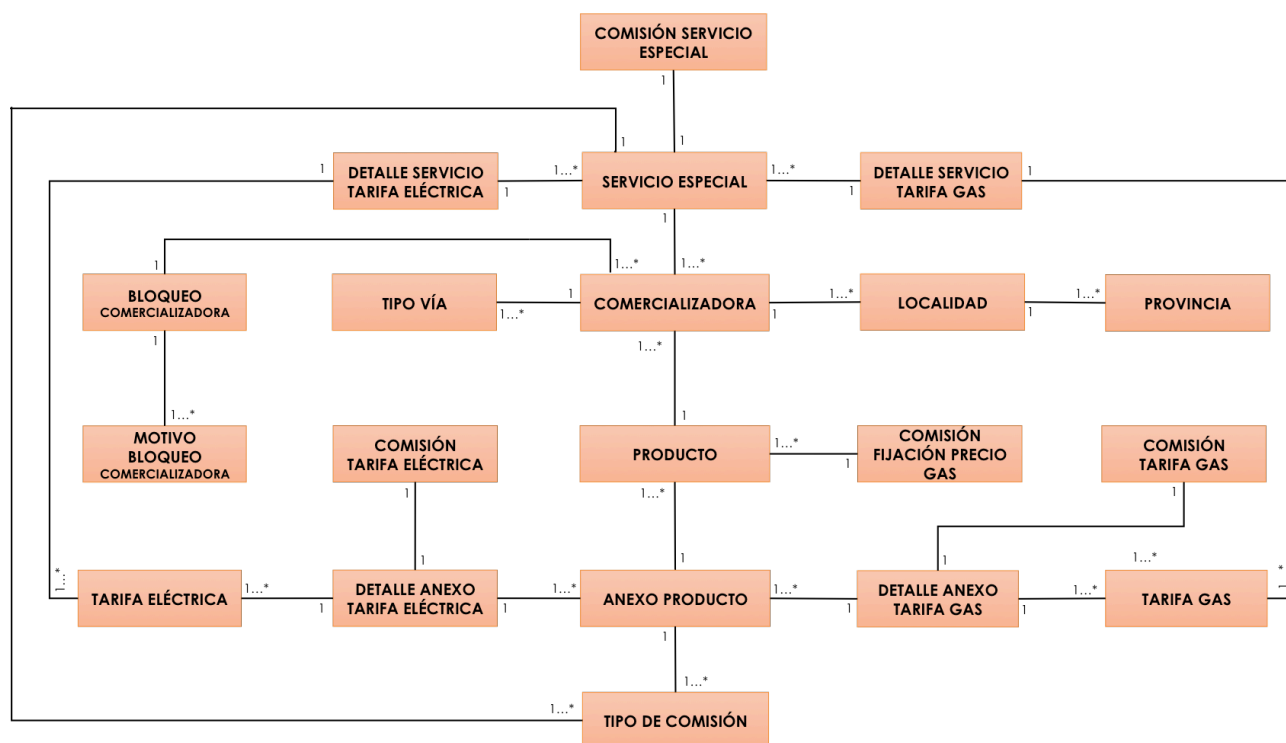 COMISIÓN SERVICIO
ESPECIAL
1
1
1
1
1...*
1...*
1
DETALLE SERVICIO
TARIFA ELÉCTRICA
SERVICIO ESPECIAL
DETALLE SERVICIO
TARIFA GAS
1
1
1
1
1...*
1...*
BLOQUEO
COMERCIALIZADORA
TIPO VÍA
1
1...*
COMERCIALIZADORA
1...*
1
LOCALIDAD
1...*
1
PROVINCIA
1
1...*
1...*
1
MOTIVO
BLOQUEO
COMERCIALIZADORA
COMISIÓN
TARIFA ELÉCTRICA
PRODUCTO
1...*
1
COMISIÓN
FIJACIÓN PRECIO
GAS
COMISIÓN
TARIFA GAS
1
1...*
1
1
1
1
1...*
1...*
1...*
TARIFA ELÉCTRICA
1...*
1
DETALLE ANEXO
TARIFA ELÉCTRICA
1...*
1
ANEXO PRODUCTO
1...*
1
DETALLE ANEXO
TARIFA GAS
1...*
1
TARIFA GAS
1
1...*
1...*
TIPO DE COMISIÓN